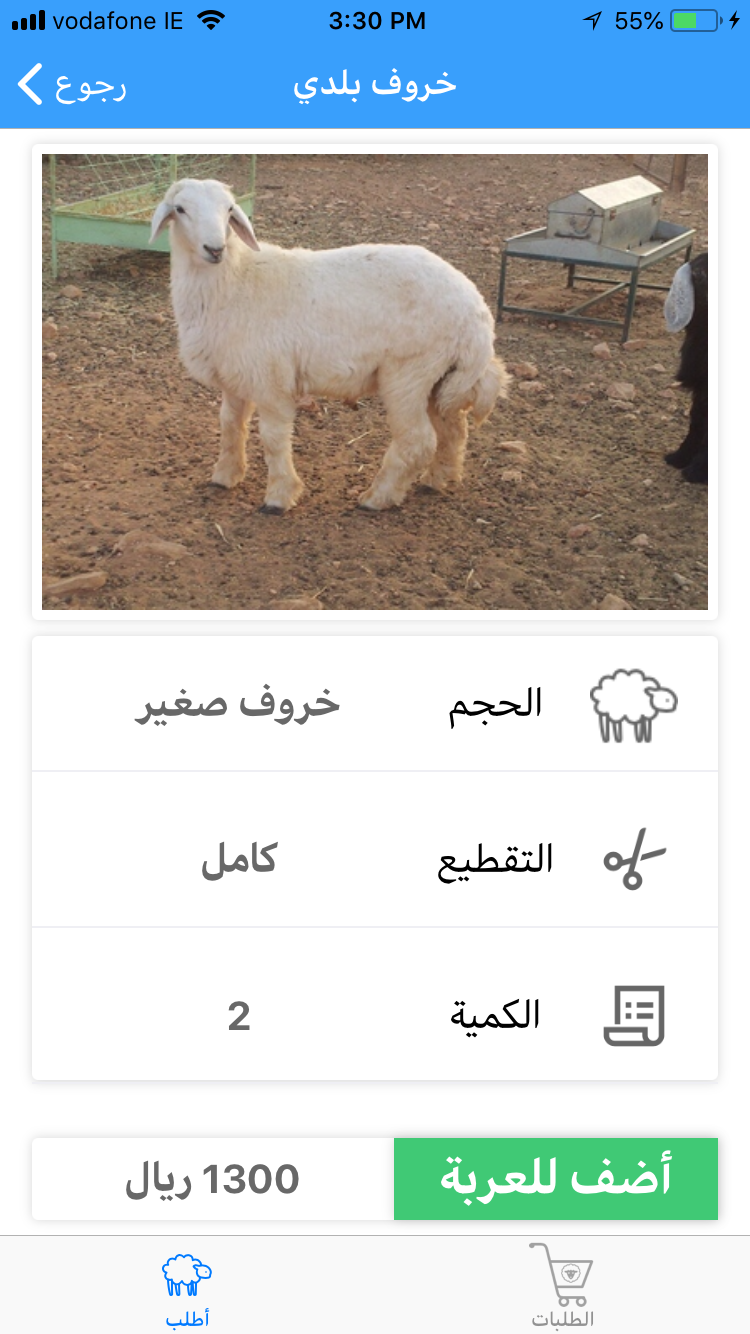 vodafone IE 3:30 PM 55%
رجوع
خروف بلدي
الحجم خروف صغير
التقطيع كامل
الكمية 2
أضف للعربة 1300 ريال
الطلبات أطلب